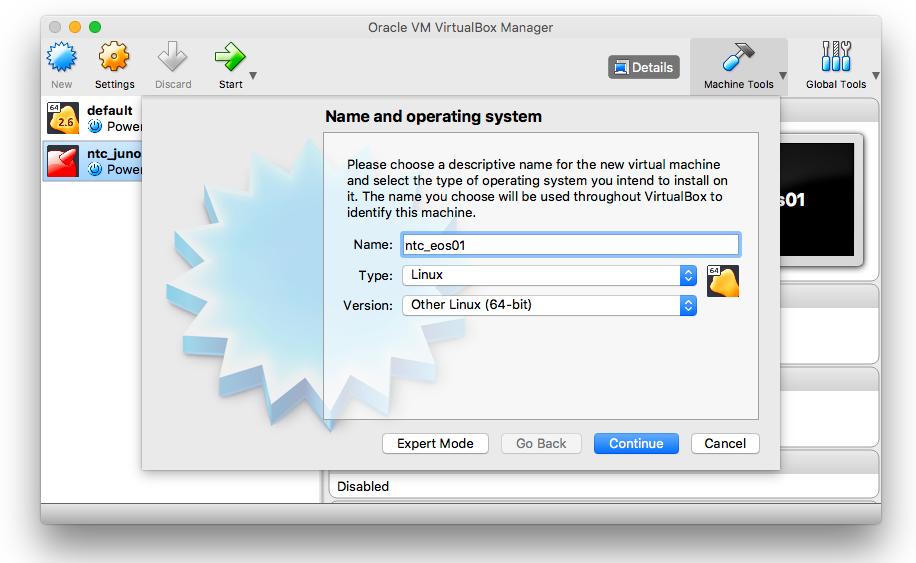 Oracle VM VirtualBox Manager
New
Settings
Discard
Start
Details
Machine Tools
Global Tools
64
2.6
default
Power
ntc_juno
Power
s01
Name and operating system
Please choose a descriptive name for the new virtual machine
and select the type of operating system you intend to install on
it. The name you choose will be used throughout VirtualBox to
identify this machine.
Name:
ntc_eos01
Type:
Linux
64
Version:
Other Linux (64-bit)
Expert Mode
Go Back
Continue
Cancel
Disabled